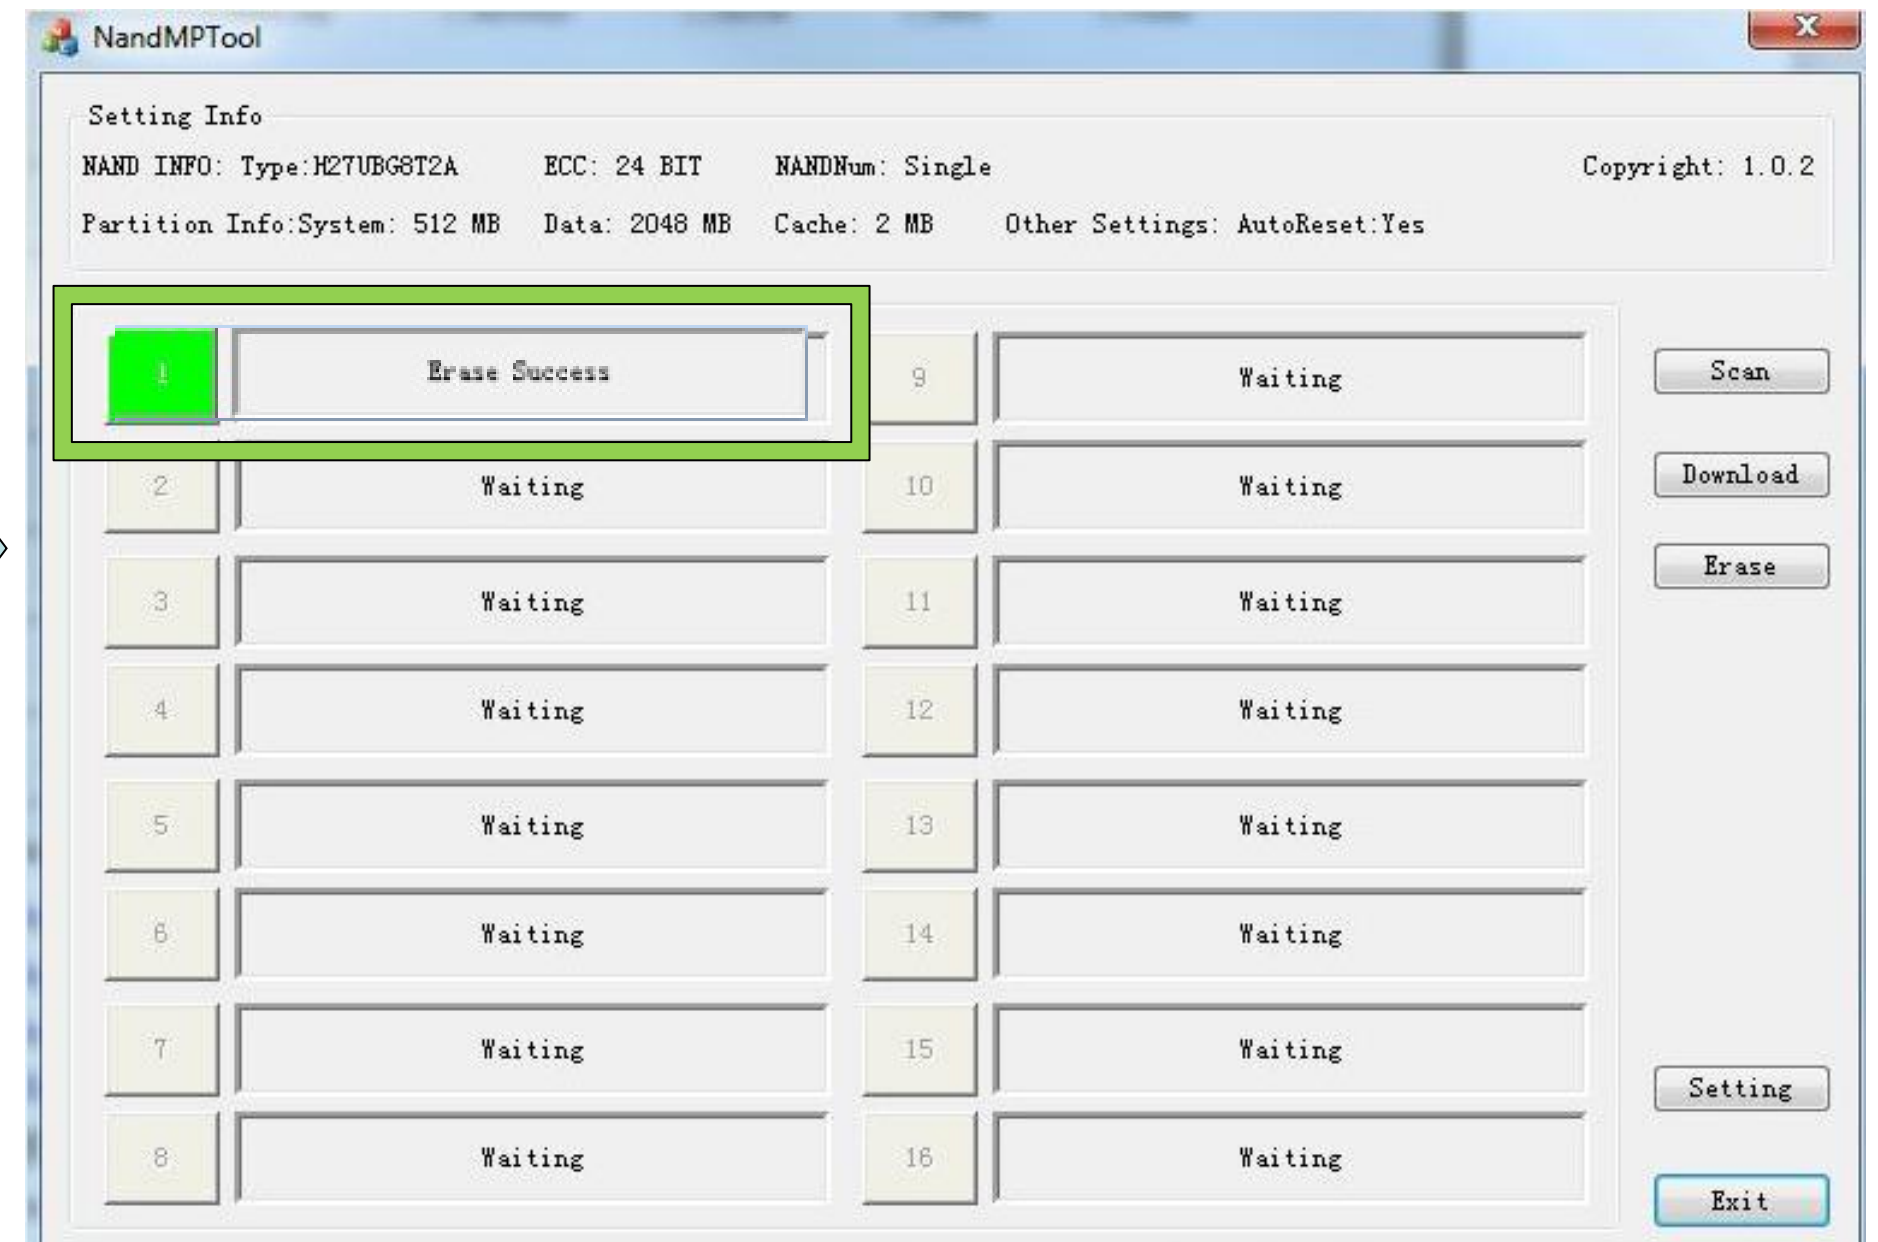 NandMPTool
X
Setting Info
NAND INFO: Type:H27UBG8T2A ECC: 24 BIT NANDNum: Single Copyright: 1.0.2
Partition Info:System: 512 MB Data: 2048 MB Cache: 2 MB Other Settings: AutoReset:Yes
1 Erase Success 9 Waiting Scan
2 Waiting 10 Waiting Download
3 Waiting 11 Waiting Erase
4 Waiting 12 Waiting
5 Waiting 13 Waiting
6 Waiting 14 Waiting
7 Waiting 15 Waiting Setting
8 Waiting 16 Waiting Exit